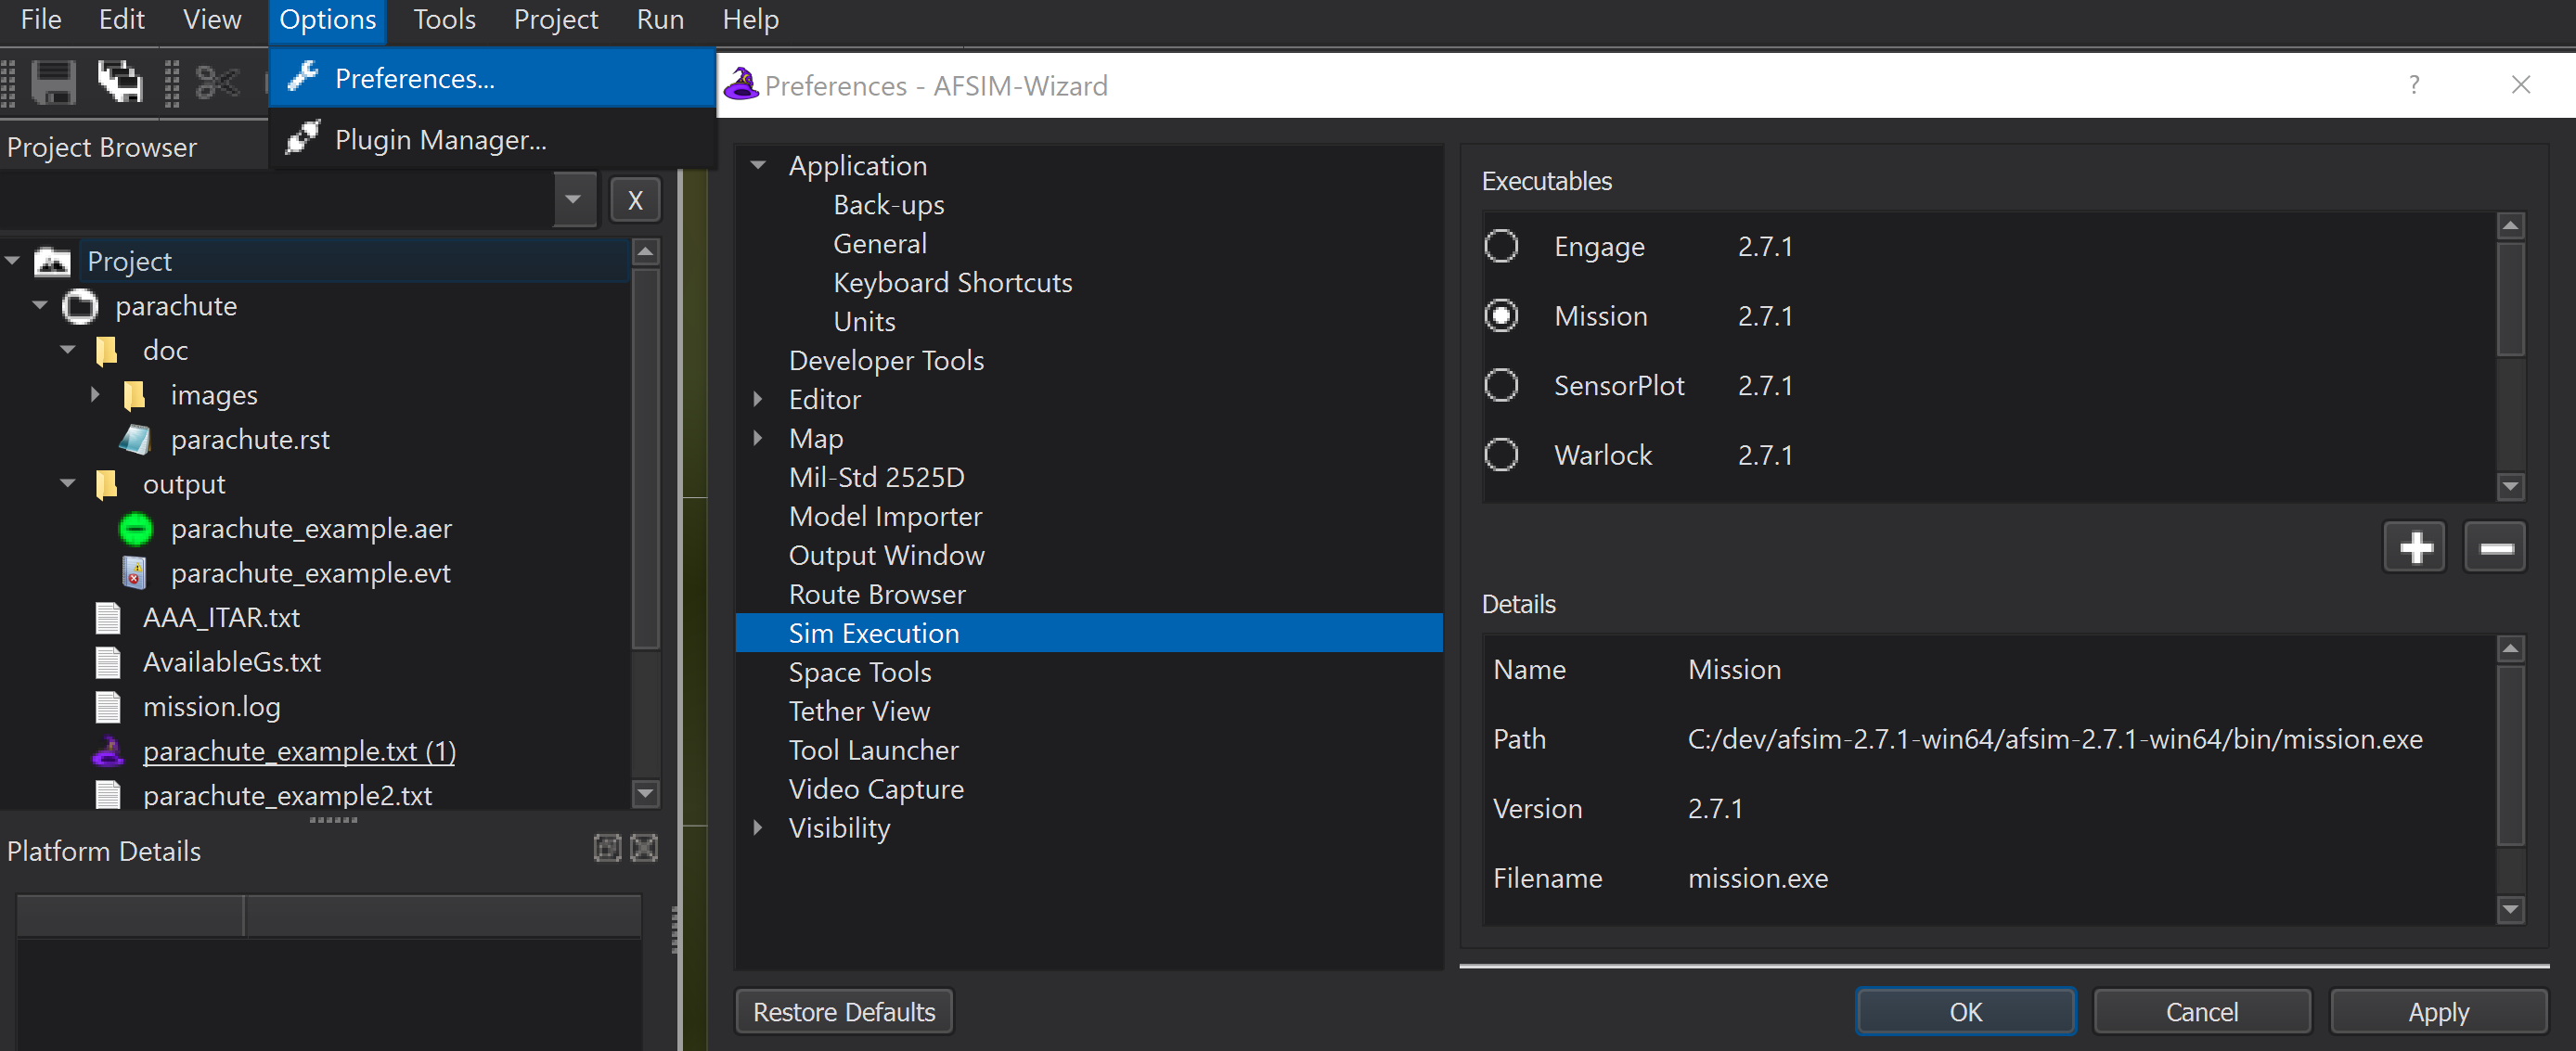 File Edit View Options Tools Project Run Help
Preferences...
Plugin Manager...
Project Browser
X
Project
parachute
doc
images
parachute.rst
output
parachute_example.aer
parachute_example.evt
AAA_ITAR.txt
AvailableGs.txt
mission.log
parachute_example.txt (1)
parachute_example2.txt
Platform Details
Preferences - AFSIM-Wizard
?
Application
Back-ups
General
Keyboard Shortcuts
Units
Developer Tools
Editor
Map
Mil-Std 2525D
Model Importer
Output Window
Route Browser
Sim Execution
Space Tools
Tether View
Tool Launcher
Video Capture
Visibility
Executables
Engage 2.7.1
Mission 2.7.1
SensorPlot 2.7.1
Warlock 2.7.1
Details
Name Mission
Path C:/dev/afsim-2.7.1-win64/afsim-2.7.1-win64/bin/mission.exe
Version 2.7.1
Filename mission.exe
Restore Defaults OK Cancel Apply